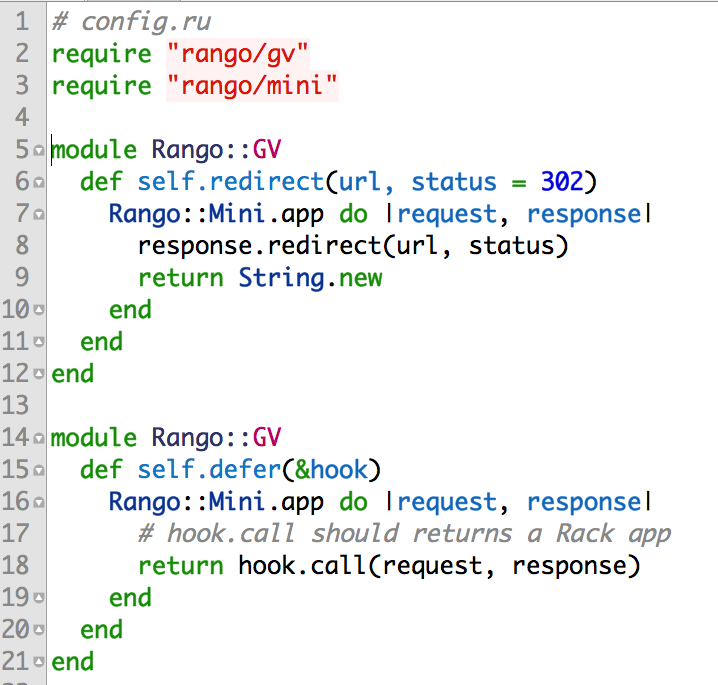 1 # config.ru
2 require "rango/gv"
3 require "rango/mini"
4
5 module Rango::GV
6   def self.redirect(url, status = 302)
7     Rango::Mini.app do |request, response|
8       response.redirect(url, status)
9       return String.new
10     end
11   end
12 end
13
14 module Rango::GV
15   def self.defer(&hook)
16     Rango::Mini.app do |request, response|
17       # hook.call should returns a Rack app
18       return hook.call(request, response)
19     end
20   end
21 end